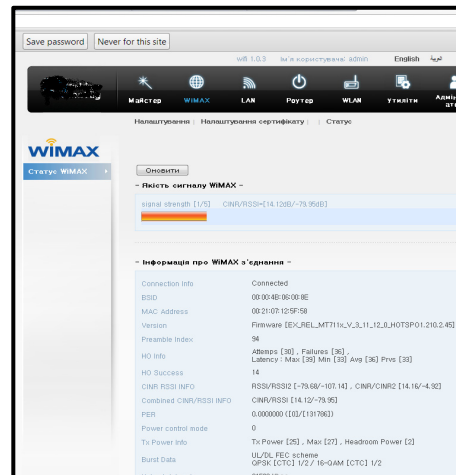 Save password Never for this site
wifi 1.0.3 Ім'я користувача: admin English عربية
Майстер WiMAX LAN Роутер WLAN Утиліти
Налаштування | Налаштування сертифікату | | Статус
WiMAX
Статус WiMAX
Оновити
- Якість сигналу WiMAX -
signal strength [1/5] CINR/RSSI=[14.12dB/-79.95dB]
- Інформація про WiMAX з'єднання -
Connection Info Connected
BSID 00:00:4B:06:00:8E
MAC Address 00:21:07:12:5F:58
Version Firmware [EX_REL_MT711x_V_3_11_12_0_HOTSPO1.210.2.45]
Preamble Index 94
HO Info Attemps [30] , Failures [36] ,
Latency : Max [39] Min [33] Avg [36] Prvs [33]
HO Success 14
CINR RSSI INFO RSSI/RSSI2 [-79.68/-107.14] , CINR/CINR2 [14.16/-4.92]
Combined CINR/RSSI INFO CINR/RSSI [14.12/-79.95]
PER 0.0000000 ([0]/[131786])
Power control mode 0
Tx Power Info Tx Power [25] , Max [27] , Headroom Power [2]
Burst Data UL/DL FEC scheme
QPSK [CTC] 1/2 / 16-QAM [CTC] 1/2